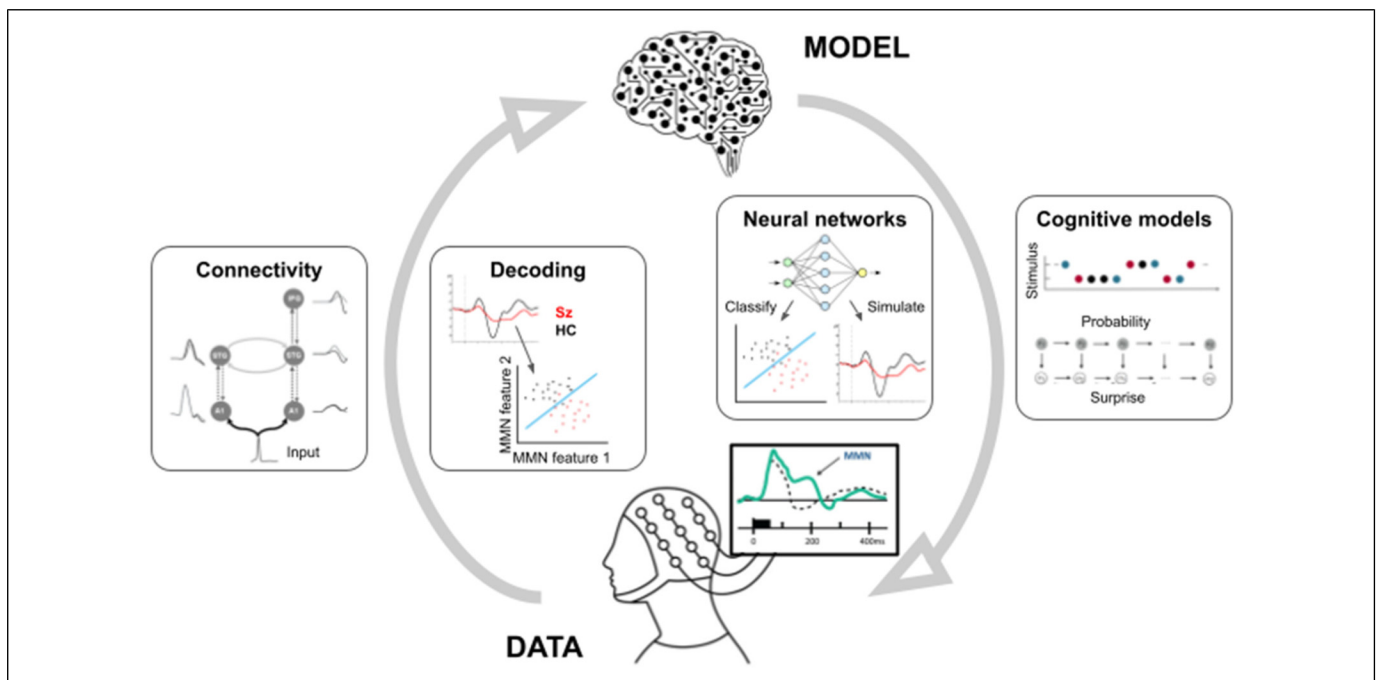 MODEL
Connectivity
IFG
STG
STG
A1
A1
Input
Decoding
Sz
HC
MMN feature 2
MMN feature 1
Neural networks
Classify
Simulate
Cognitive models
Stimulus
Probability
Surprise
MMN
0
200
400ms
DATA